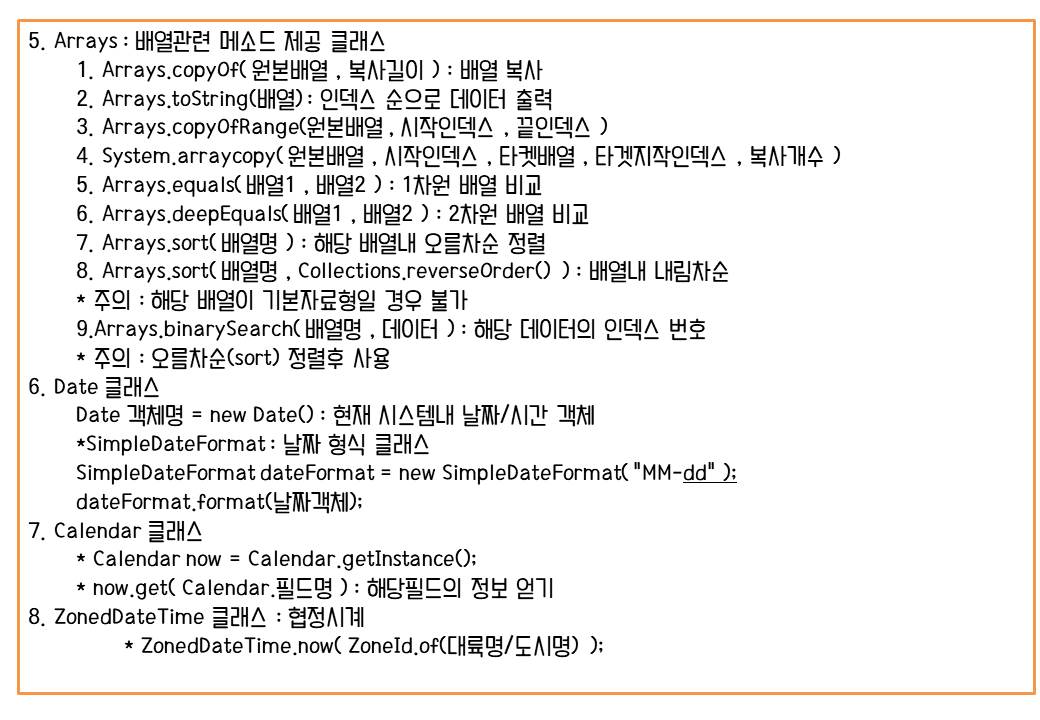 5. Arrays : 배열관련 메소드 제공 클래스
1. Arrays.copyOf( 원본배열 , 복사길이 ) : 배열 복사
2. Arrays.toString(배열) : 인덱스 순으로 데이터 출력
3. Arrays.copyOfRange(원본배열 , 시작인덱스 , 끝인덱스 )
4. System.arraycopy( 원본배열 , 시작인덱스 , 타켓배열 , 타겟지작인덱스 , 복사개수 )
5. Arrays.equals( 배열1 , 배열2 ) : 1차원 배열 비교
6. Arrays.deepEquals( 배열1 , 배열2 ) : 2차원 배열 비교
7. Arrays.sort( 배열명 ) : 해당 배열내 오름차순 정렬
8. Arrays.sort( 배열명 , Collections.reverseOrder() ) : 배열내 내림차순
* 주의 : 해당 배열이 기본자료형일 경우 불가
9.Arrays.binarySearch( 배열명 , 데이터 ) : 해당 데이터의 인덱스 번호
* 주의 : 오름차순(sort) 정렬후 사용
6. Date 클래스
Date 객체명 = new Date() : 현재 시스템내 날짜/시간 객체
*SimpleDateFormat : 날짜 형식 클래스
SimpleDateFormat dateFormat = new SimpleDateFormat( "MM-dd" );
dateFormat.format(날짜객체);
7. Calendar 클래스
* Calendar now = Calendar.getInstance();
* now.get( Calendar.필드명 ) : 해당필드의 정보 얻기
8. ZonedDateTime 클래스 : 협정시계
* ZonedDateTime.now( ZoneId.of(대륙명/도시명) );